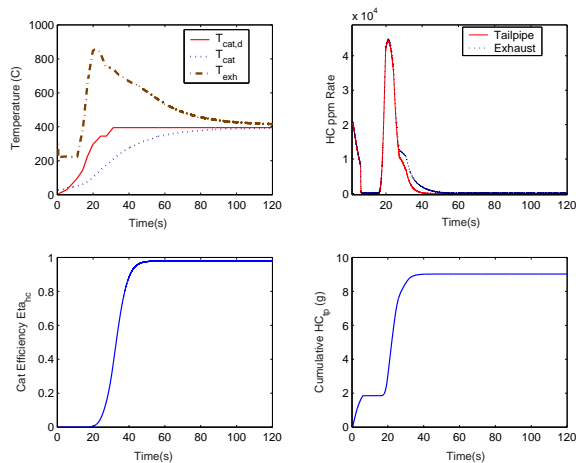 1000
800
600
400
200
0
Temperature (C)
0 20 40 60 80 100 120
Time(s)
T_cat,d
T_cat
T_exh
x 10^4
4
3
2
1
0
HC ppm Rate
0 20 40 60 80 100 120
Time(s)
Tailpipe
Exhaust
1
0.8
0.6
0.4
0.2
0
Cat Efficiency Eta_hc
0 20 40 60 80 100 120
Time(s)
10
8
6
4
2
0
Cumulative HC_tp (g)
0 20 40 60 80 100 120
Time(s)